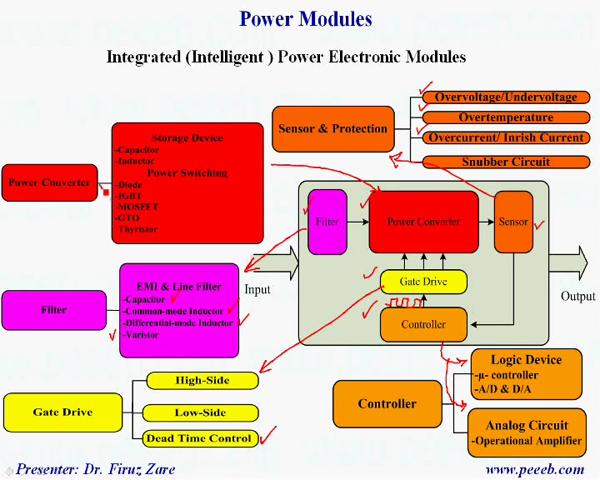 Power Modules
Integrated (Intelligent ) Power Electronic Modules
Sensor & Protection
Overvoltage/Undervoltage
Overtemperature
Overcurrent/ Inrish Current
Snubber Circuit
Power Converter
Storage Device
-Capacitor
-Inductor
Power Switching
-Diode
-IGBT
-MOSFET
-GTO
-Thyristor
Filter
Power Converter
Sensor
Gate Drive
Controller
Input
Output
Filter
EMI & Line Filter
-Capacitor
-Common-mode Inductor
-Differential-mode Inductor
-Varistor
Gate Drive
High-Side
Low-Side
Dead Time Control
Controller
Logic Device
-μ- controller
-A/D & D/A
Analog Circuit
-Operational Amplifier
Presenter: Dr. Firuz Zare
www.peeeb.com